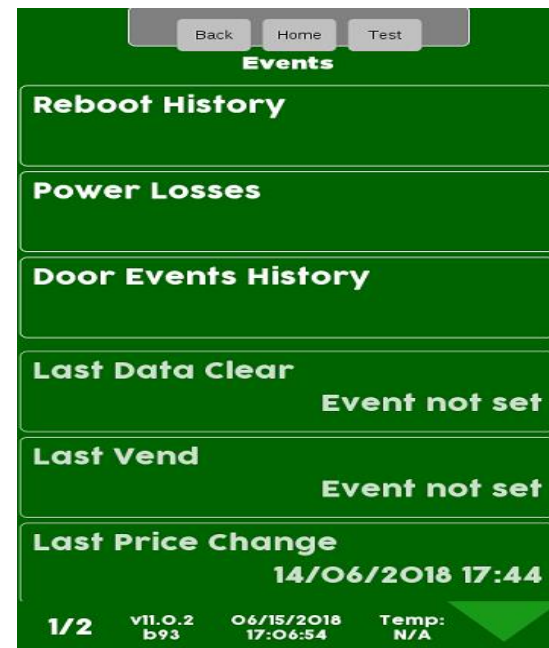 Back Home Test
Events
Reboot History
Power Losses
Door Events History
Last Data Clear
Event not set
Last Vend
Event not set
Last Price Change
14/06/2018 17:44
1/2 v11.0.2 06/15/2018 Temp:
b93 17:06:54 N/A